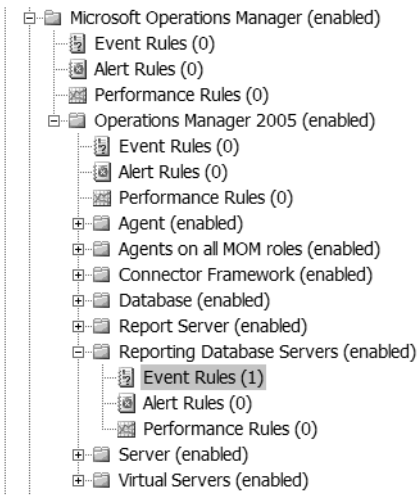 Microsoft Operations Manager (enabled)
Event Rules (0)
Alert Rules (0)
Performance Rules (0)
Operations Manager 2005 (enabled)
Event Rules (0)
Alert Rules (0)
Performance Rules (0)
Agent (enabled)
Agents on all MOM roles (enabled)
Connector Framework (enabled)
Database (enabled)
Report Server (enabled)
Reporting Database Servers (enabled)
Event Rules (1)
Alert Rules (0)
Performance Rules (0)
Server (enabled)
Virtual Servers (enabled)